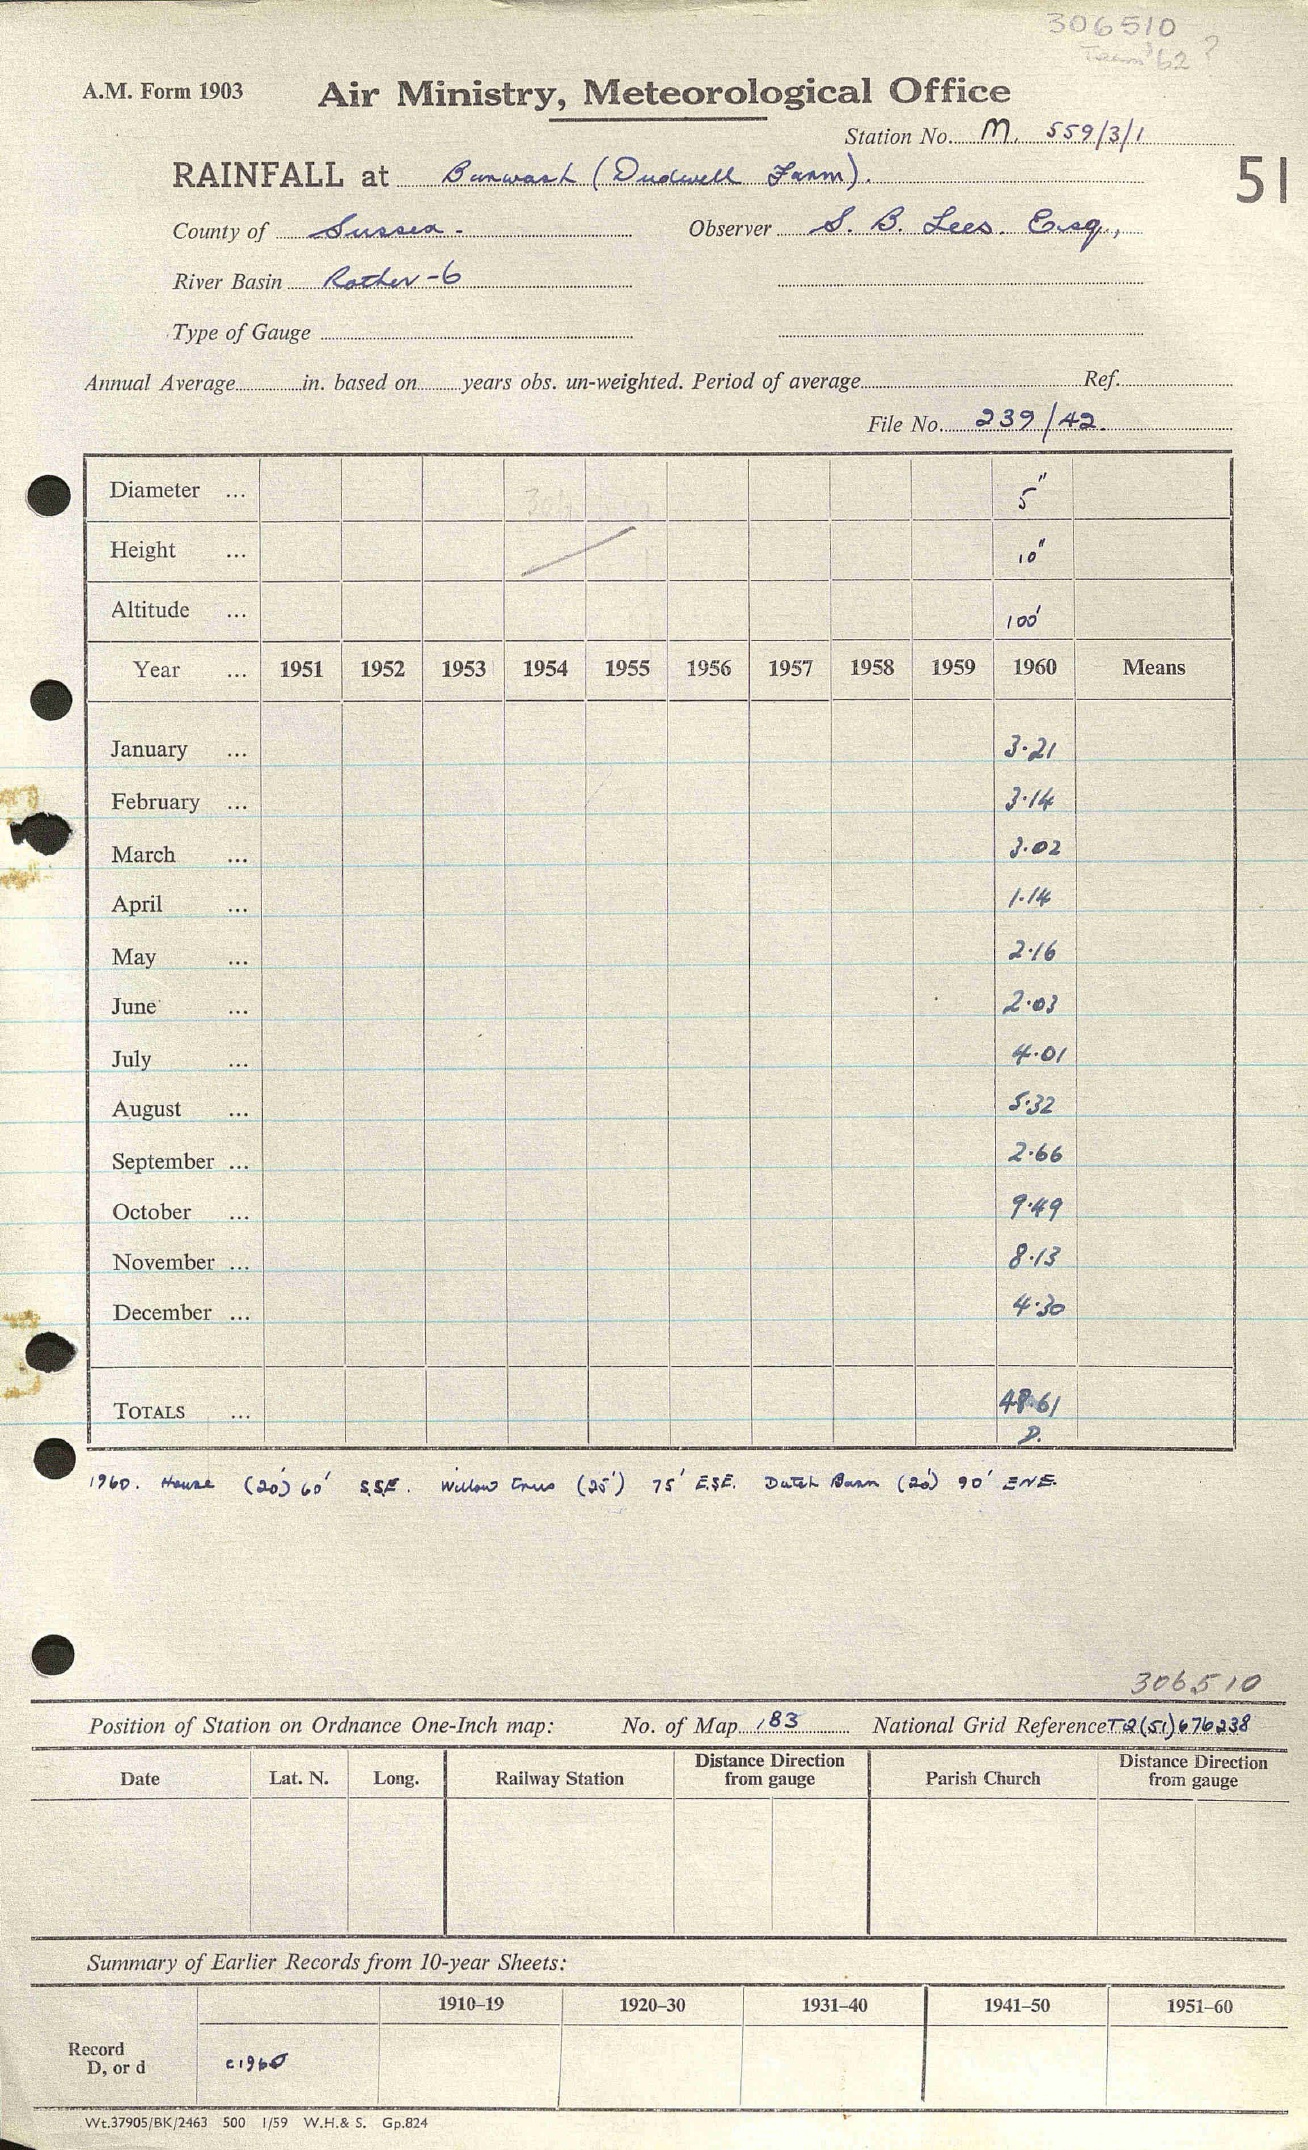 306510
'62 ?
A.M. Form 1903 Air Ministry, Meteorological Office
Station No. M. 559/3/1
51
RAINFALL at Burwash (Dudwell Farm).
County of Sussex. Observer S. B. Lees. Esq.,
River Basin Rother-6
Type of Gauge
Annual Average in. based on years obs. un-weighted. Period of average Ref.
File No. 239/42.
Diameter ... 5"
Height ... 10"
Altitude ... 100'
Year ... 1951 1952 1953 1954 1955 1956 1957 1958 1959 1960 Means
January ... 3.21
February ... 3.14
March ... 3.02
April ... 1.14
May ... 2.16
June ... 2.03
July ... 4.01
August ... 5.32
September ... 2.66
October ... 9.49
November ... 8.13
December ... 4.30
TOTALS ... 48.61
D.
1960. House (20') 60' S.S.E. Willow Trees (25') 75' E.S.E. Dutch Barn (20') 90' ENE.
306510
Position of Station on Ordnance One-Inch map: No. of Map 183 National Grid Reference TQ(51)676238
Date Lat. N. Long. Railway Station Distance Direction from gauge Parish Church Distance Direction from gauge
Summary of Earlier Records from 10-year Sheets:
1910–19 1920–30 1931–40 1941–50 1951–60
Record
D, or d c1960
Wt.37905/BK/2463 500 1/59 W.H.& S. Gp.824